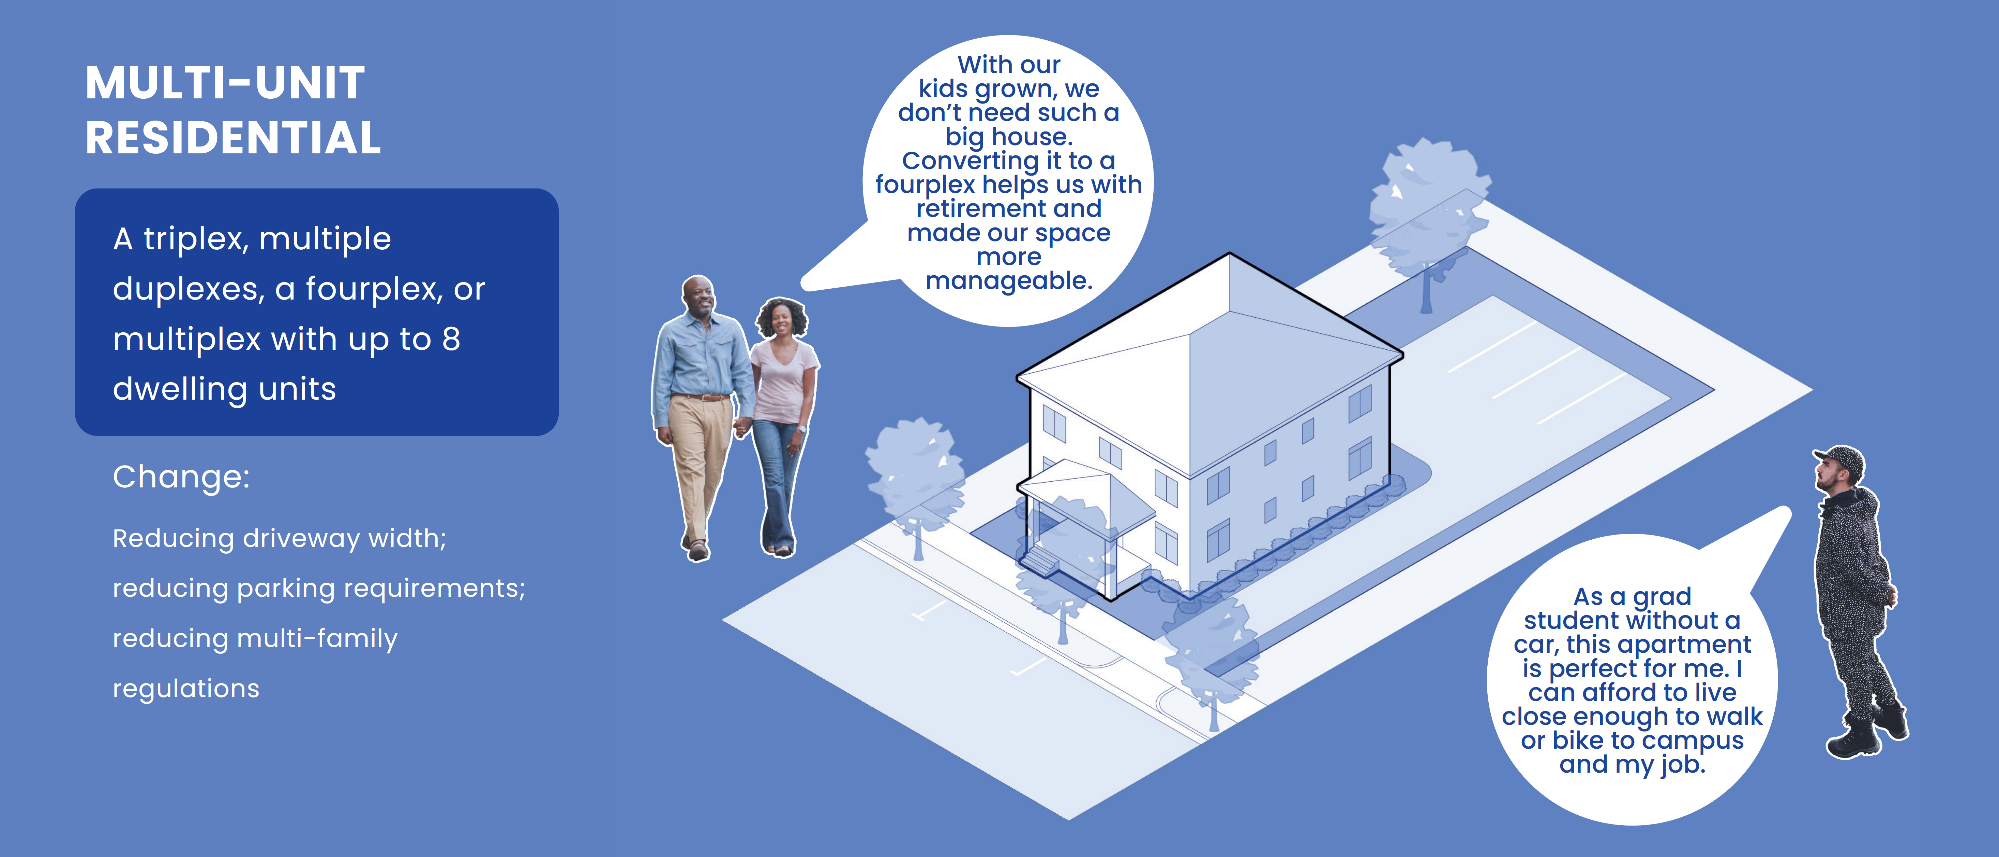 MULTI-UNIT
RESIDENTIAL
A triplex, multiple
duplexes, a fourplex, or
multiplex with up to 8
dwelling units
Change:
Reducing driveway width;
reducing parking requirements;
reducing multi-family
regulations
With our
kids grown, we
don’t need such a
big house.
Converting it to a
fourplex helps us with
retirement and
made our space
more
manageable.
As a grad
student without a
car, this apartment
is perfect for me. I
can afford to live
close enough to walk
or bike to campus
and my job.